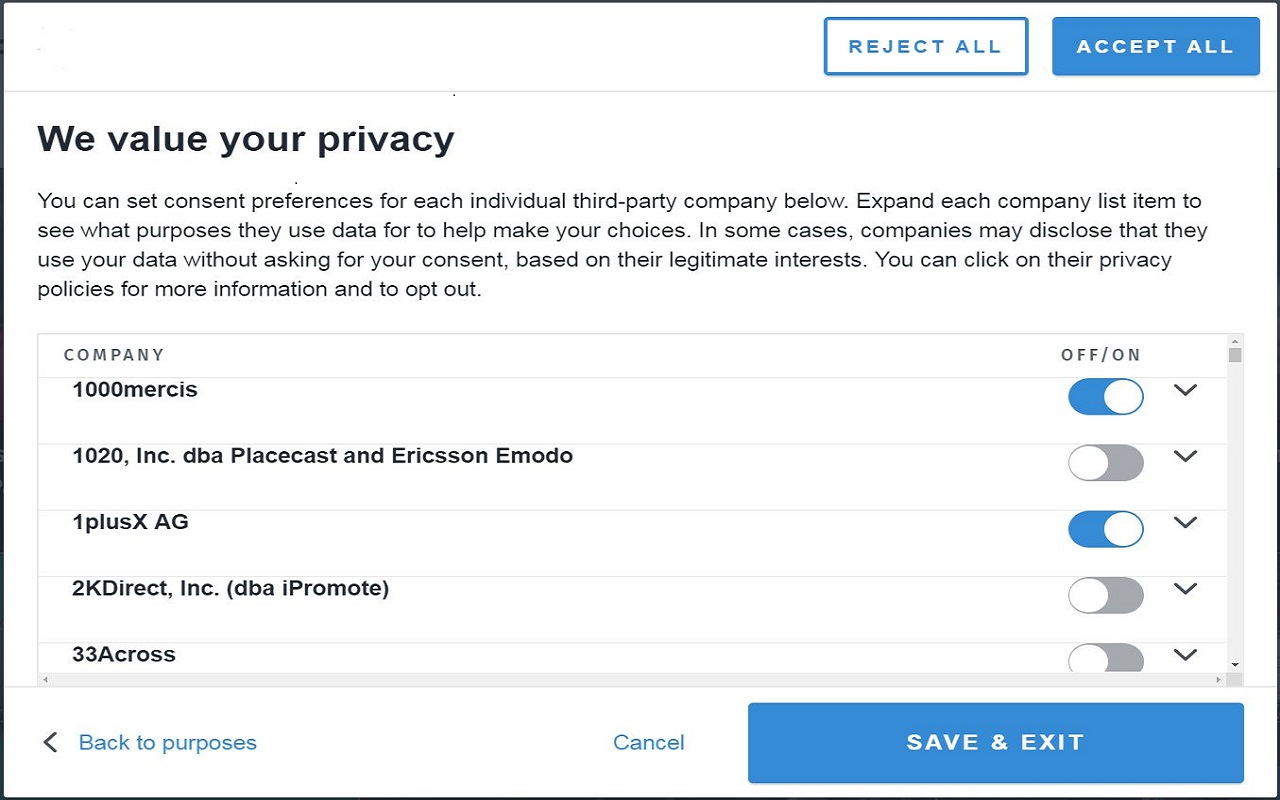 REJECT ALL
ACCEPT ALL
We value your privacy
You can set consent preferences for each individual third-party company below. Expand each company list item to
see what purposes they use data for to help make your choices. In some cases, companies may disclose that they
use your data without asking for your consent, based on their legitimate interests. You can click on their privacy
policies for more information and to opt out.
COMPANY
OFF/ON
1000mercis
1020, Inc. dba Placecast and Ericsson Emodo
1plusX AG
2KDirect, Inc. (dba iPromote)
33Across
Back to purposes
Cancel
SAVE & EXIT